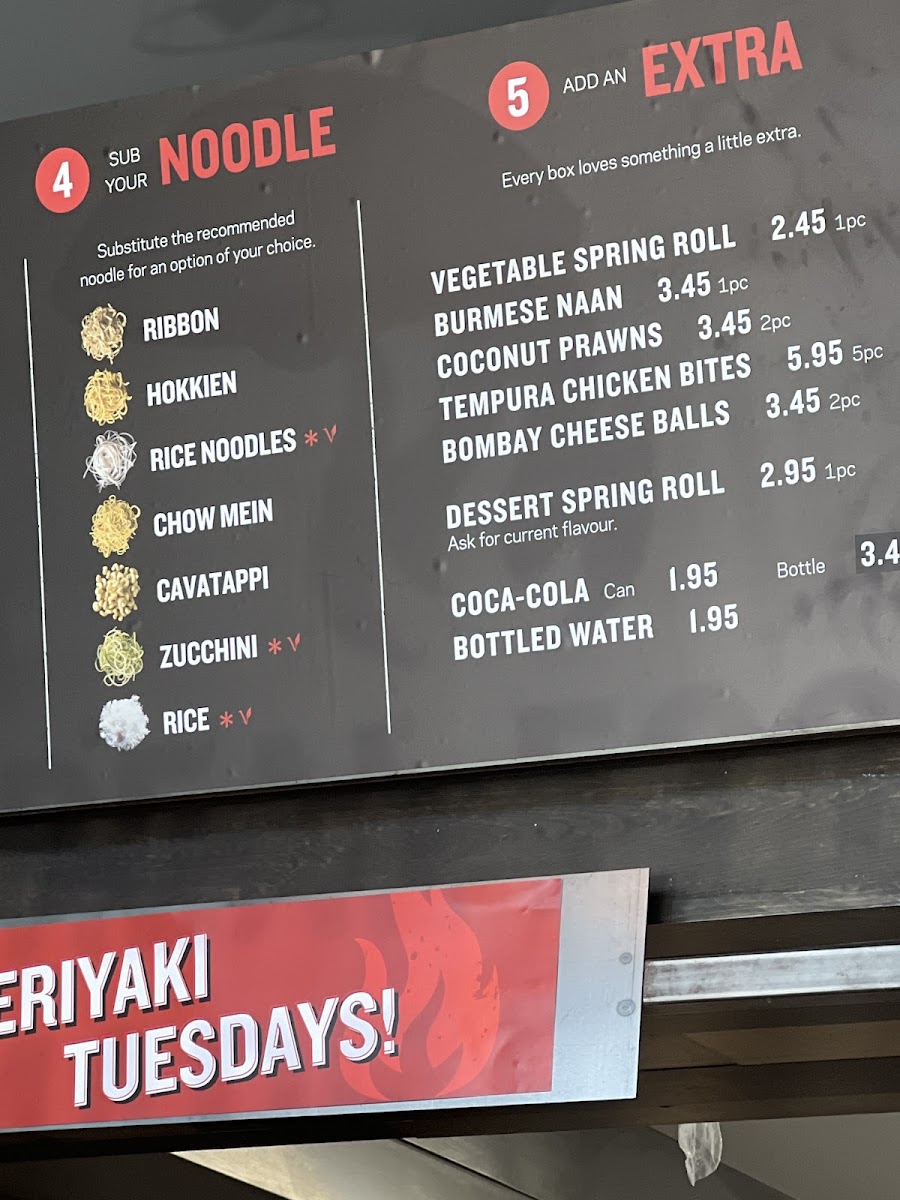 4 SUB YOUR NOODLE
Substitute the recommended
noodle for an option of your choice.
RIBBON
HOKKIEN
RICE NOODLES *
CHOW MEIN
CAVATAPPI
ZUCCHINI *
RICE *
5 ADD AN EXTRA
Every box loves something a little extra.
VEGETABLE SPRING ROLL 2.45 1pc
BURMESE NAAN 3.45 1pc
COCONUT PRAWNS 3.45 2pc
TEMPURA CHICKEN BITES 5.95 5pc
BOMBAY CHEESE BALLS 3.45 2pc
DESSERT SPRING ROLL 2.95 1pc
Ask for current flavour.
COCA-COLA Can 1.95 Bottle 3.4
BOTTLED WATER 1.95
ERIYAKI
TUESDAYS!